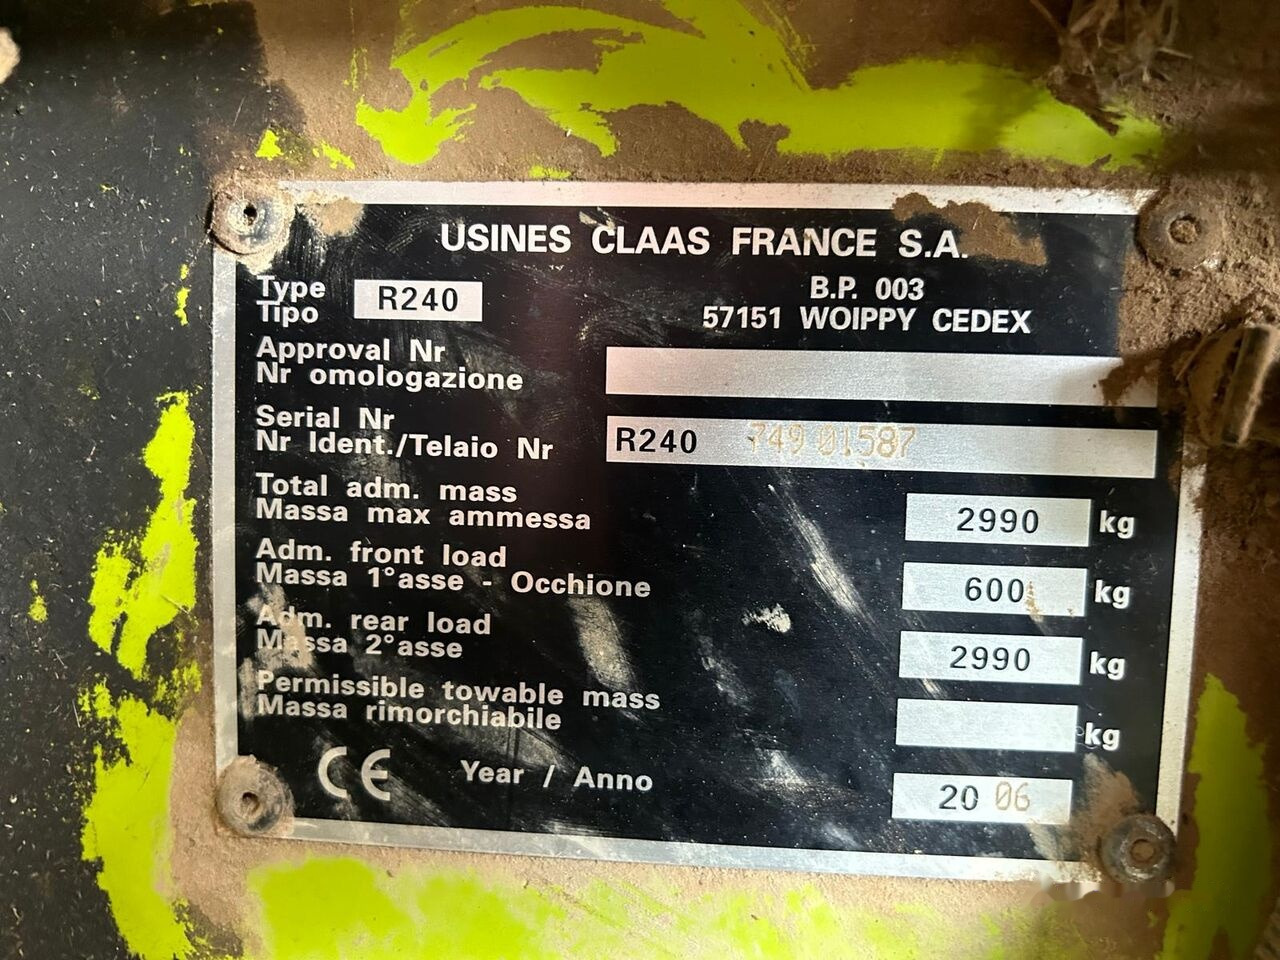 USINES CLAAS FRANCE S.A.
B.P. 003
57151 WOIPPY CEDEX
Type
Tipo
R240
Approval Nr
Nr omologazione
Serial Nr
Nr Ident./Telaio Nr
R240 749 01587
Total adm. mass
Massa max ammessa
2990 kg
Adm. front load
Massa 1°asse - Occhione
600 kg
Adm. rear load
Massa 2°asse
2990 kg
Permissible towable mass
Massa rimorchiabile
kg
CE Year / Anno 20 06